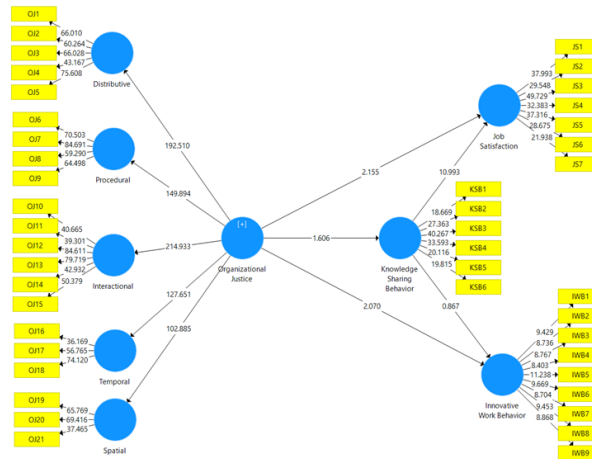 OJ1
OJ2
OJ3
OJ4
OJ5
66.010
60.264
66.028
43.167
75.608
Distributive
OJ6
OJ7
OJ8
OJ9
70.503
84.691
59.290
64.498
Procedural
OJ10
OJ11
OJ12
OJ13
OJ14
OJ15
40.665
39.301
84.611
79.719
42.932
50.379
Interactional
OJ16
OJ17
OJ18
36.169
56.765
74.120
Temporal
OJ19
OJ20
OJ21
65.769
69.416
37.465
Spatial
192.510
149.894
214.933
127.651
102.885
[+]
Organizational
Justice
2.155
1.606
2.070
Knowledge
Sharing
Behavior
10.993
0.867
KSB1
KSB2
KSB3
KSB4
KSB5
KSB6
18.669
27.363
40.267
33.593
20.116
19.815
Job
Satisfaction
37.993
29.548
49.729
32.383
37.316
28.675
21.938
JS1
JS2
JS3
JS4
JS5
JS6
JS7
Innovative
Work Behavior
9.429
8.736
8.767
8.403
11.238
9.669
8.704
9.453
8.868
IWB1
IWB2
IWB3
IWB4
IWB5
IWB6
IWB7
IWB8
IWB9